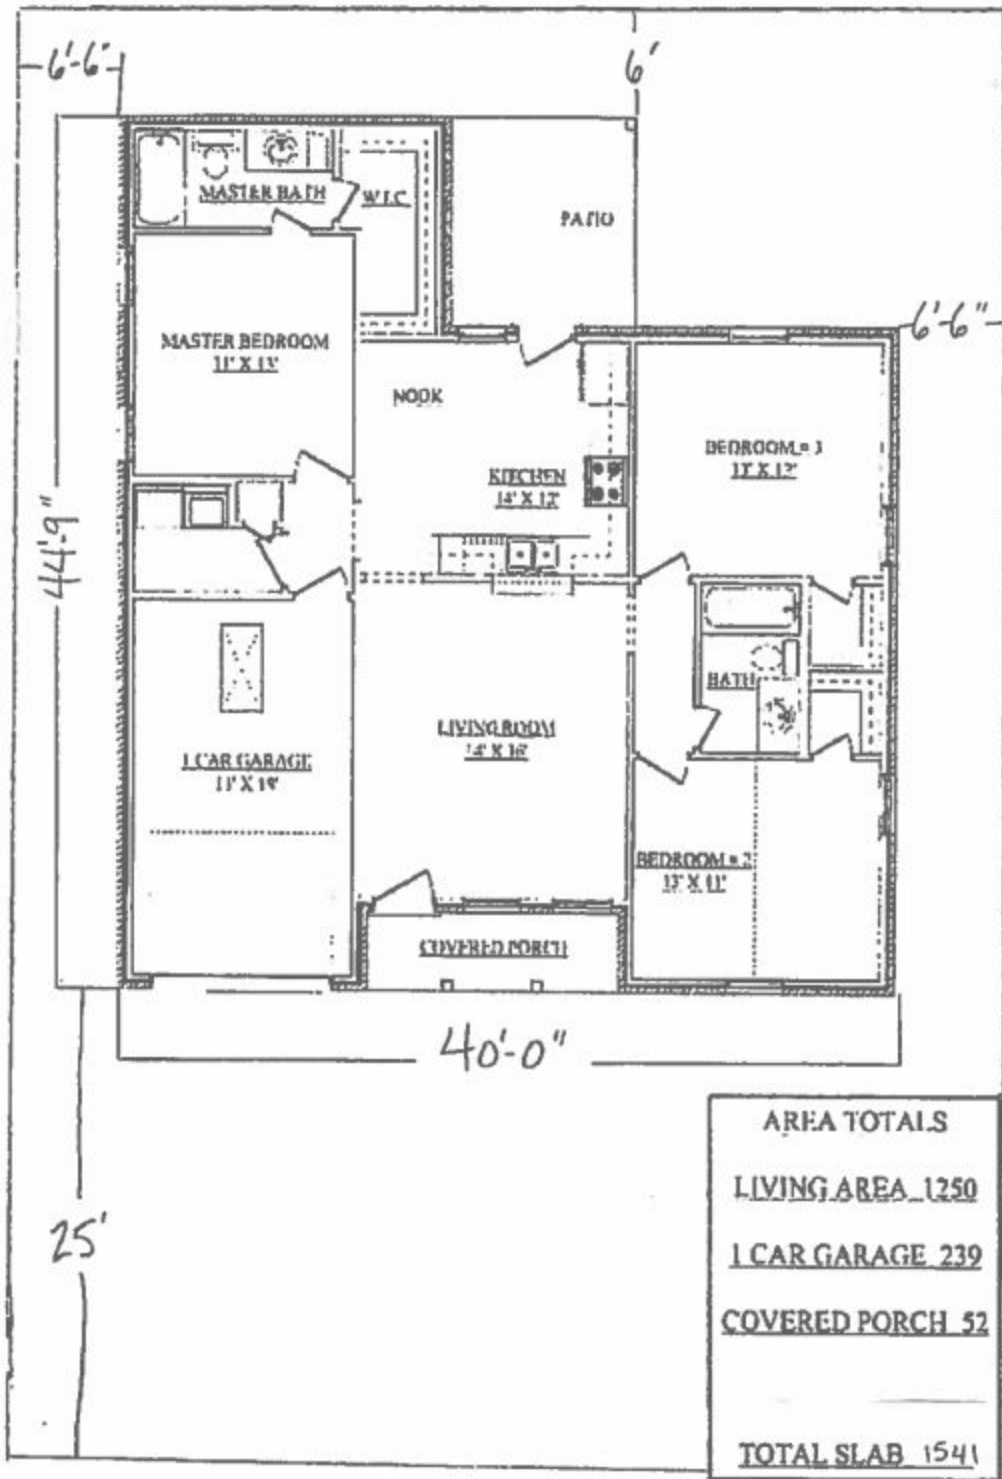 6'-6"
6'
MASTER BATH
W.I.C
PATIO
6'-6"
MASTER BEDROOM
11' X 13'
NOOK
BEDROOM # 3
13' X 12'
KITCHEN
14' X 12'
44'-9"
BATH
LIVING ROOM
14' X 16'
1 CAR GARAGE
11' X 19'
BEDROOM # 2
13' X 11'
COVERED PORCH
40'-0"
25'
AREA TOTALS
LIVING AREA 1250
1 CAR GARAGE 239
COVERED PORCH 52
TOTAL SLAB 1541